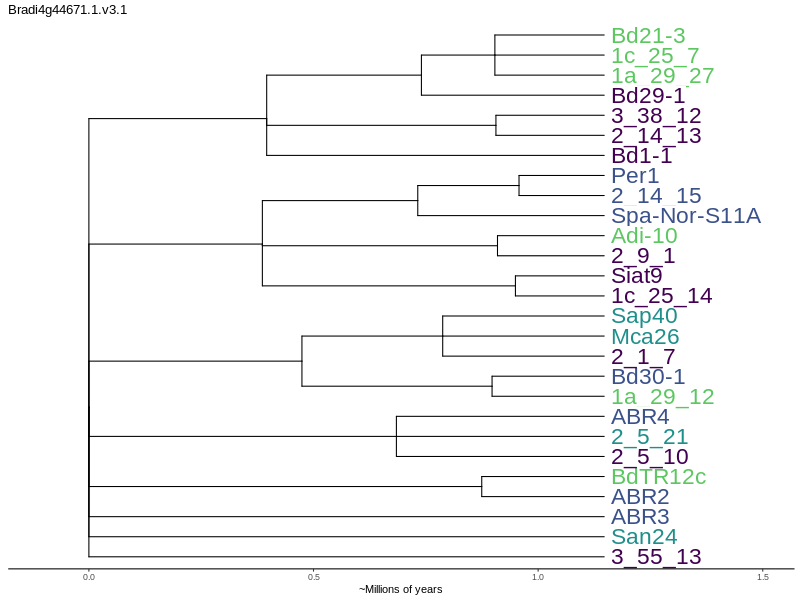 Bradi4g44671.1.v3.1
Bd21-3
1c_25_7
1a_29_27
Bd29-1
3_38_12
2_14_13
Bd1-1
Per1
2_14_15
Spa-Nor-S11A
Adi-10
2_9_1
Siat9
1c_25_14
Sap40
Mca26
2_1_7
Bd30-1
1a_29_12
ABR4
2_5_21
2_5_10
BdTR12c
ABR2
ABR3
San24
3_55_13
0.0 0.5 1.0 1.5
~Millions of years